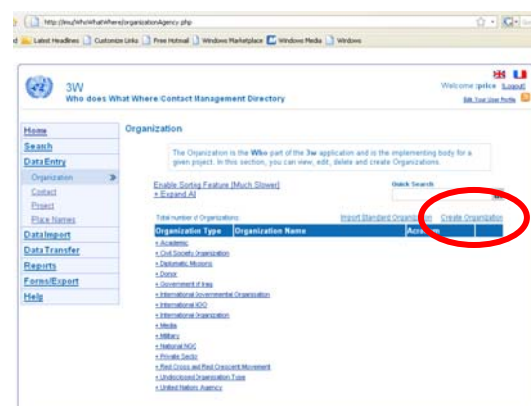 http://imu/WhoWhatWhere/organizationAgency.php
Latest Headlines Customize Links Free Hotmail Windows Marketplace Windows Media Windows
3W
Who does What Where Contact Management Directory
Welcome :price [Logout]
Edit Your User Profile
Home
Search
DataEntry
Organization
Contact
Project
Place Names
DataImport
DataTransfer
Reports
Forms/Export
Help
Organization
The Organization is the Who part of the 3w application and is the implementing body for a
given poject. In this section, you can view, edit, delete and create Organizations.
Enable Sortig Feature [Much Slower]
+ Expand Al
Quick Search
Total number of Organizations:
Import Standard Organization Create Organization
Organization Type Organization Name
+ Academic
+ Civil Society Organization
+ Diplomatic Missions
+ Donor
+ Government of Iraq
+ International Governmental Organization
+ International NGO
+ International Organization
+ Media
+ Military
+ National NGO
+ Private Sector
+ Red Cross and Red Crescent Movement
+ Undisclosed Organization Type
+ United Nations Agency